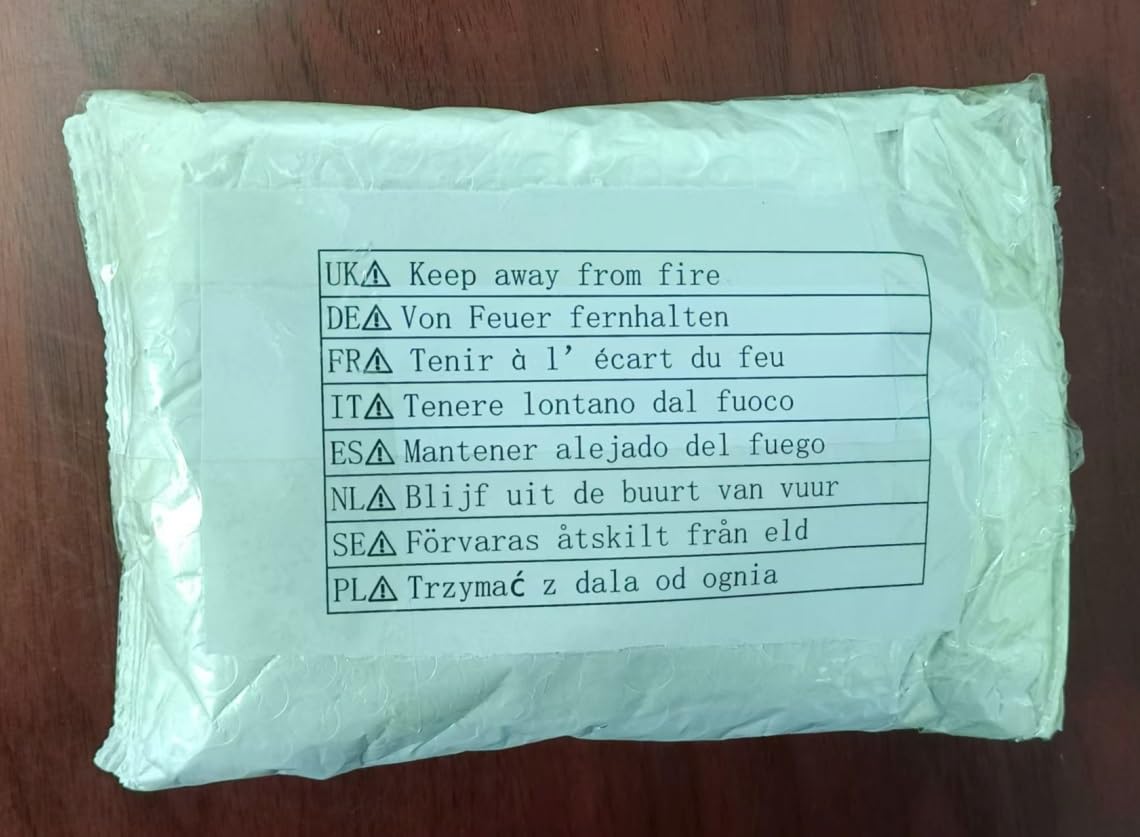 UK⚠ Keep away from fire
DE⚠ Von Feuer fernhalten
FR⚠ Tenir à l’ écart du feu
IT⚠ Tenere lontano dal fuoco
ES⚠ Mantener alejado del fuego
NL⚠ Blijf uit de buurt van vuur
SE⚠ Förvaras åtskilt från eld
PL⚠ Trzymać z dala od ognia